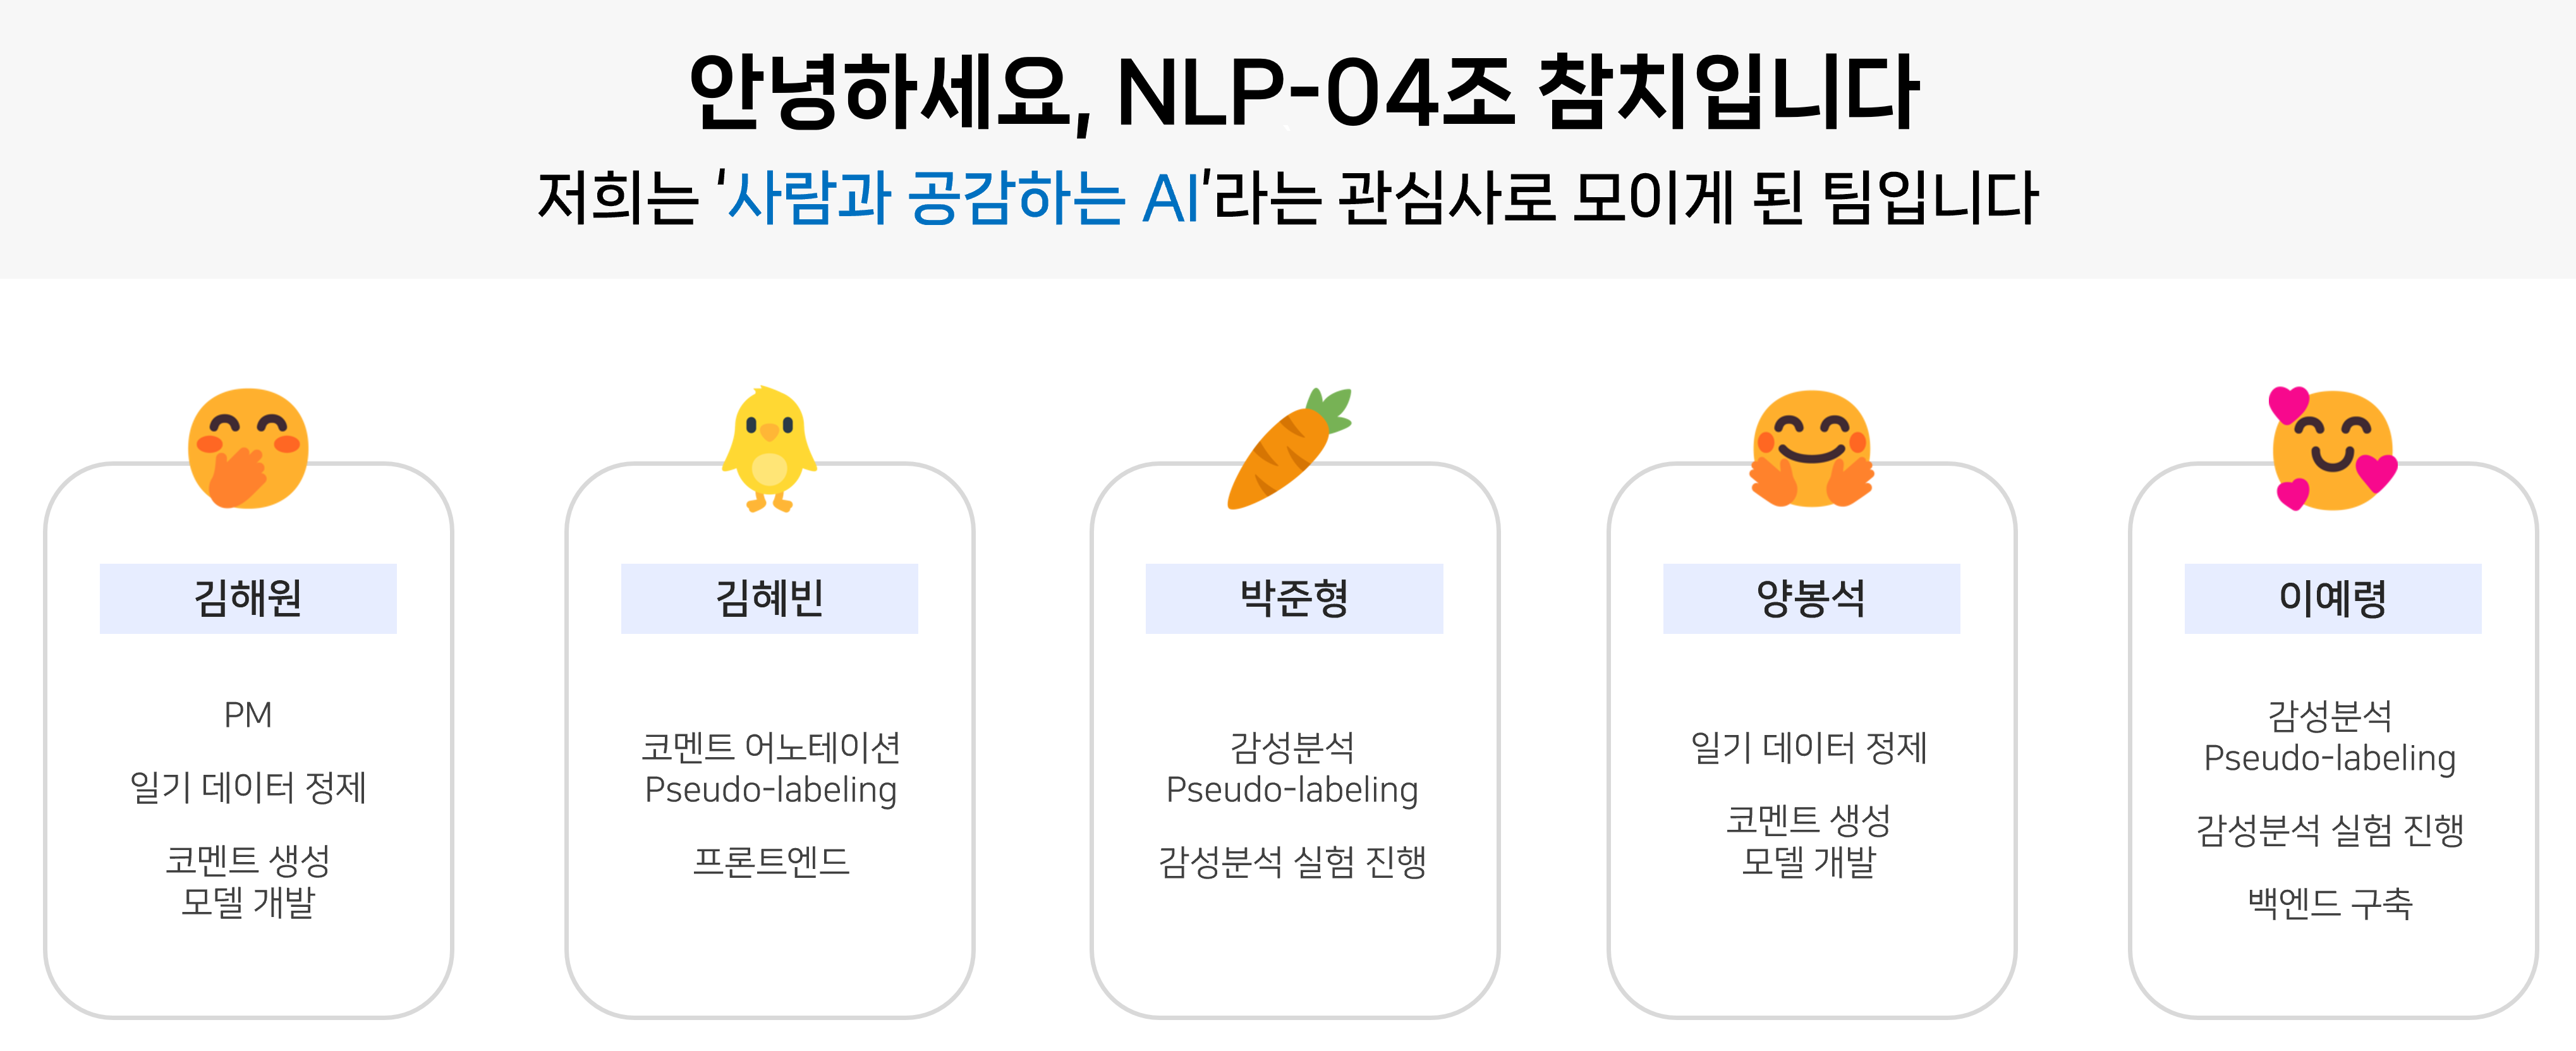 안녕하세요, NLP-04조 참치입니다
저희는 '사람과 공감하는 AI'라는 관심사로 모이게 된 팀입니다
김해원
PM
일기 데이터 정제
코멘트 생성
모델 개발
김혜빈
코멘트 어노테이션
Pseudo-labeling
프론트엔드
박준형
감성분석
Pseudo-labeling
감성분석 실험 진행
양봉석
일기 데이터 정제
코멘트 생성
모델 개발
이예령
감성분석
Pseudo-labeling
감성분석 실험 진행
백엔드 구축